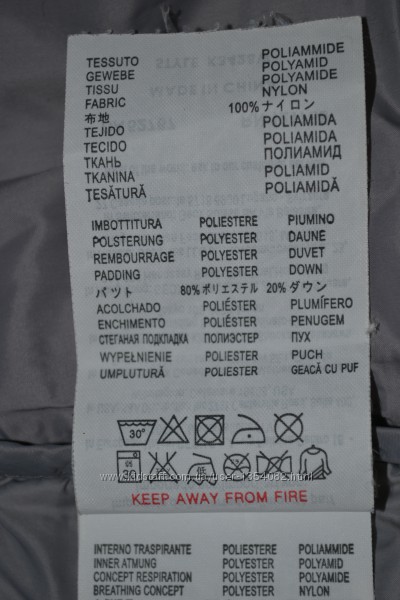 TESSUTO POLIAMMIDE
GEWEBE POLYAMID
TISSU POLYAMIDE
FABRIC NYLON
布地 100% ナイロン
TEJIDO POLIAMIDA
TECIDO POLIAMIDA
ТКАНЬ ПОЛИАМИД
TKANINA POLIAMID
ŢESĂTURĂ POLIAMIDĂ
IMBOTTITURA POLIESTERE PIUMINO
POLSTERUNG POLYESTER DAUNE
REMBOURRAGE POLYESTER DUVET
PADDING POLYESTER DOWN
パット 80% ポリエステル 20% ダウン
ACOLCHADO POLIÉSTER PLUMÍFERO
ENCHIMENTO POLIÉSTER PENUGEM
СТЕГАНАЯ ПОДКЛАДКА ПОЛИЭСТЕР ПУХ
WYPEŁNIENIE POLIESTER PUCH
UMPLUTURĂ POLIESTER GEACĂ CU PUF
30°
30 低
KEEP AWAY FROM FIRE
INTERNO TRASPIRANTE POLIESTERE POLIAMMIDE
INNER ATMUNG POLYESTER POLYAMID
CONCEPT RESPIRATION POLYESTER POLYAMIDE
BREATHING CONCEPT POLYESTER NYLON